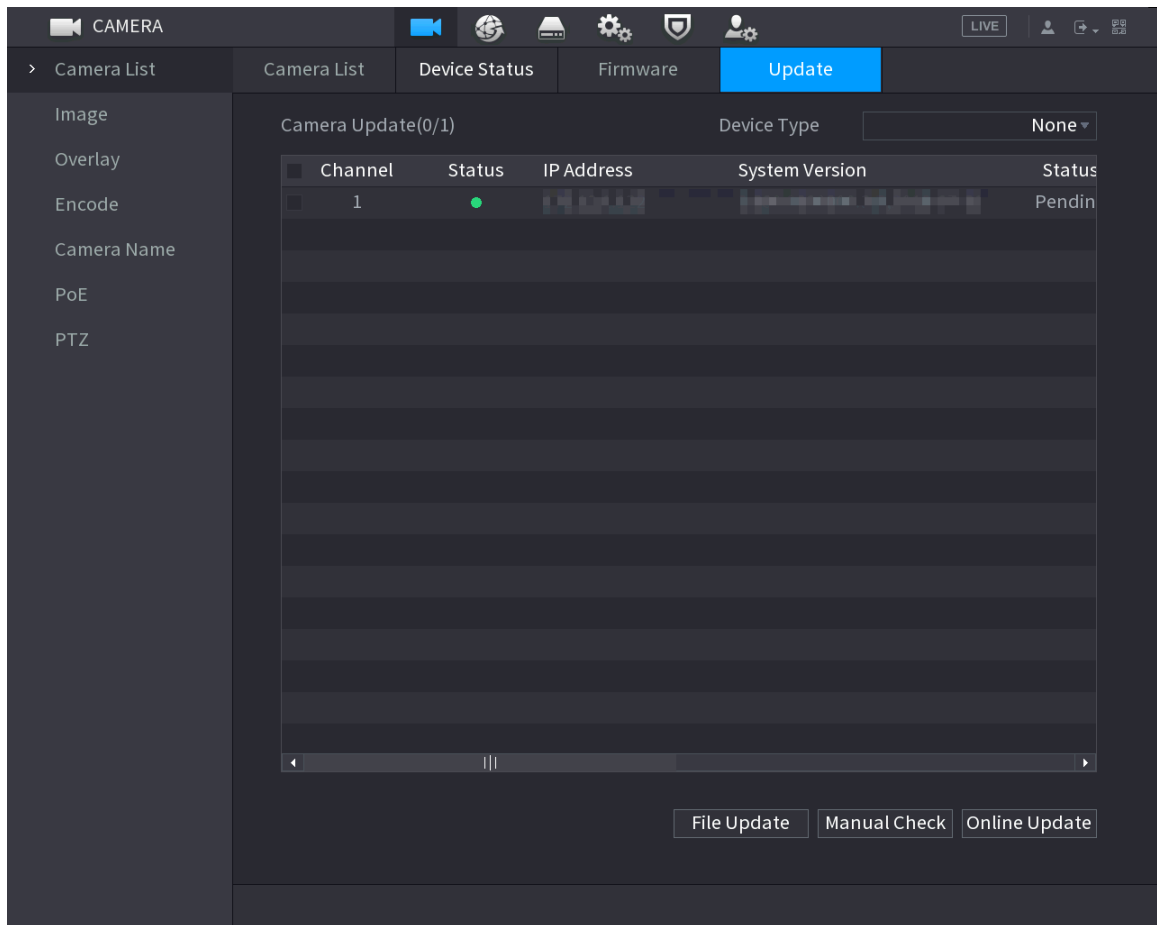 CAMERA LIVE
Camera List
Image
Overlay
Encode
Camera Name
PoE
PTZ
Camera List Device Status Firmware Update
Camera Update(0/1) Device Type None
Channel Status IP Address System Version Status
1 Pendin
File Update Manual Check Online Update